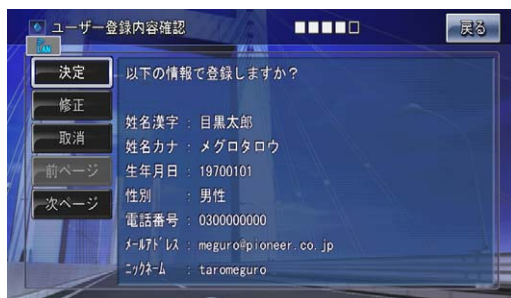 ユーザー登録内容確認
戻る
PAN
決定
修正
取消
前ページ
次ページ
以下の情報で登録しますか？
姓名漢字 : 目黒太郎
姓名カナ : メグロタロウ
生年月日 : 19700101
性別 : 男性
電話番号 : 0300000000
ﾒｰﾙｱﾄﾞﾚｽ : meguro@pioneer.co.jp
ﾆｯｸﾈｰﾑ : taromeguro